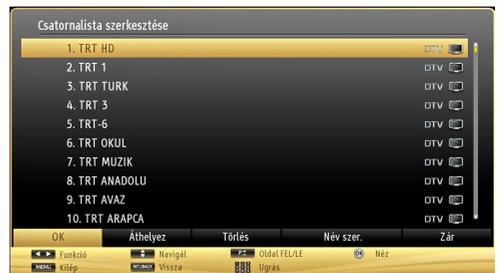 Csatornalista szerkesztése
1. TRT HD DTV
2. TRT 1 DTV
3. TRT TURK DTV
4. TRT 3 DTV
5. TRT-6 DTV
6. TRT OKUL DTV
7. TRT MUZIK DTV
8. TRT ANADOLU DTV
9. TRT AVAZ DTV
10. TRT ARAPCA DTV
OK Áthelyez Törlés Név szer. Zár
Funkció Navigál P+- Oldal FEL/LE OK Néz
MENU Kilép RET/BACK Vissza Ugrás